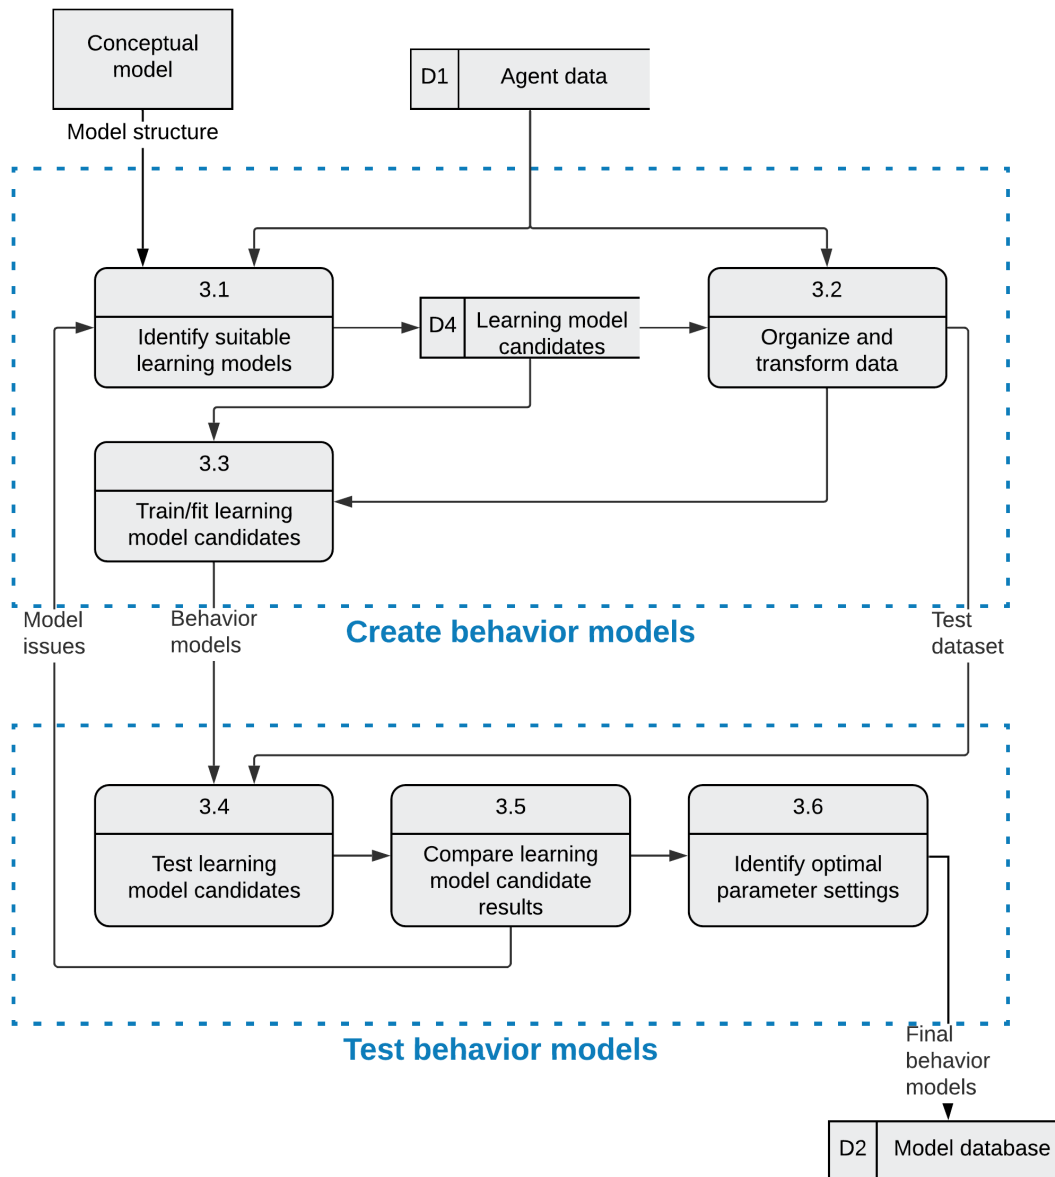 Conceptual
model
D1
Agent data
Model structure
3.1
Identify suitable
learning models
D4
Learning model
candidates
3.2
Organize and
transform data
3.3
Train/fit learning
model candidates
Model
issues
Behavior
models
Create behavior models
Test
dataset
3.4
Test learning
model candidates
3.5
Compare learning
model candidate
results
3.6
Identify optimal
parameter settings
Test behavior models
Final
behavior
models
D2
Model database